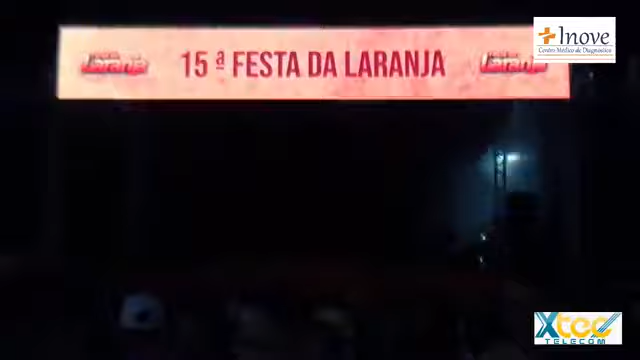 +Inove
Centro Médico de Diagnóstico
15ª FESTA DA LARANJA
Laranja
Laranja
Xtec
TELECOM